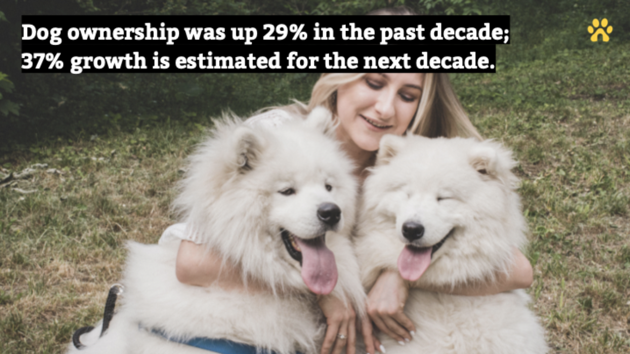 Dog ownership was up 29% in the past decade;
37% growth is estimated for the next decade.